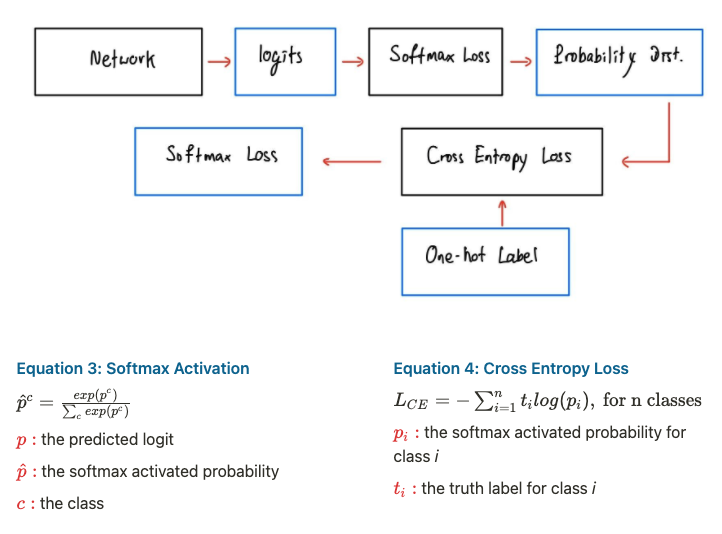 Network
logits
Softmax Loss
Probability Dist.
Softmax Loss
Cross Entropy Loss
One-hot Label
Equation 3: Softmax Activation
p̂ᶜ = exp(pᶜ) / ∑_c exp(pᶜ)
p : the predicted logit
p̂ : the softmax activated probability
c : the class
Equation 4: Cross Entropy Loss
L_CE = − ∑ⁿᵢ₌₁ tᵢlog(pᵢ), for n classes
pᵢ : the softmax activated probability for
class i
tᵢ : the truth label for class i